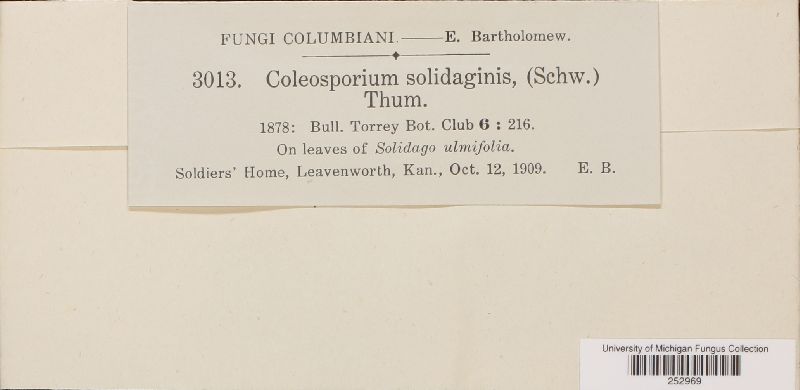 FUNGI COLUMBIANI.——E. Bartholomew.
3013. Coleosporium solidaginis, (Schw.)
Thum.
1878: Bull. Torrey Bot. Club 6 : 216.
On leaves of Solidago ulmifolia.
Soldiers' Home, Leavenworth, Kan., Oct. 12, 1909. E. B.
University of Michigan Fungus Collection
252969